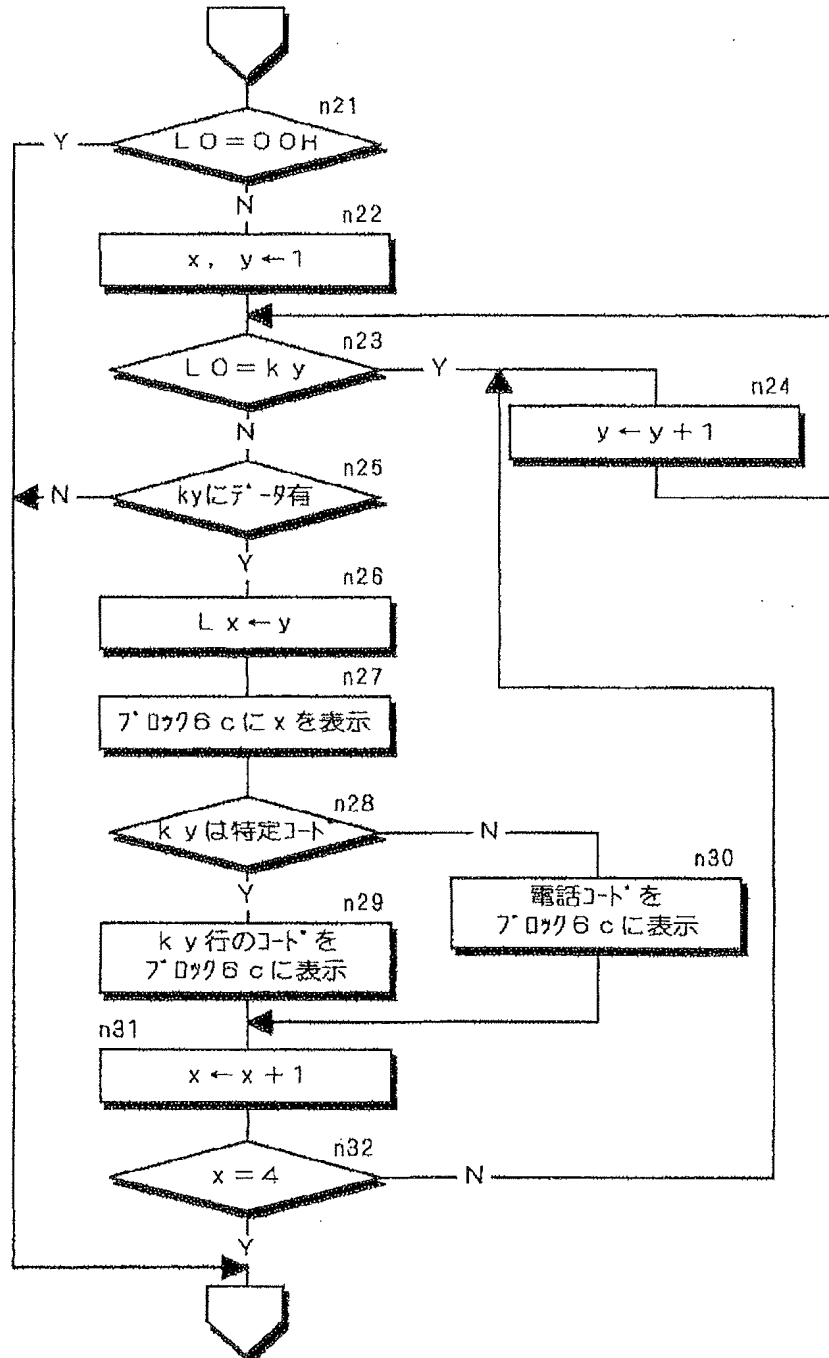 n21
Y
L0=00H
N
n22
x, y←1
n23
L0=ky
Y
n24
y←y+1
N
n25
N
kyにデータ有
Y
n26
Lx←y
n27
ブロック6cにxを表示
n28
kyは特定コード
N
n30
電話コードを
ブロック6cに表示
Y
n29
ky行のコードを
ブロック6cに表示
n31
x←x+1
n32
x=4
N
Y